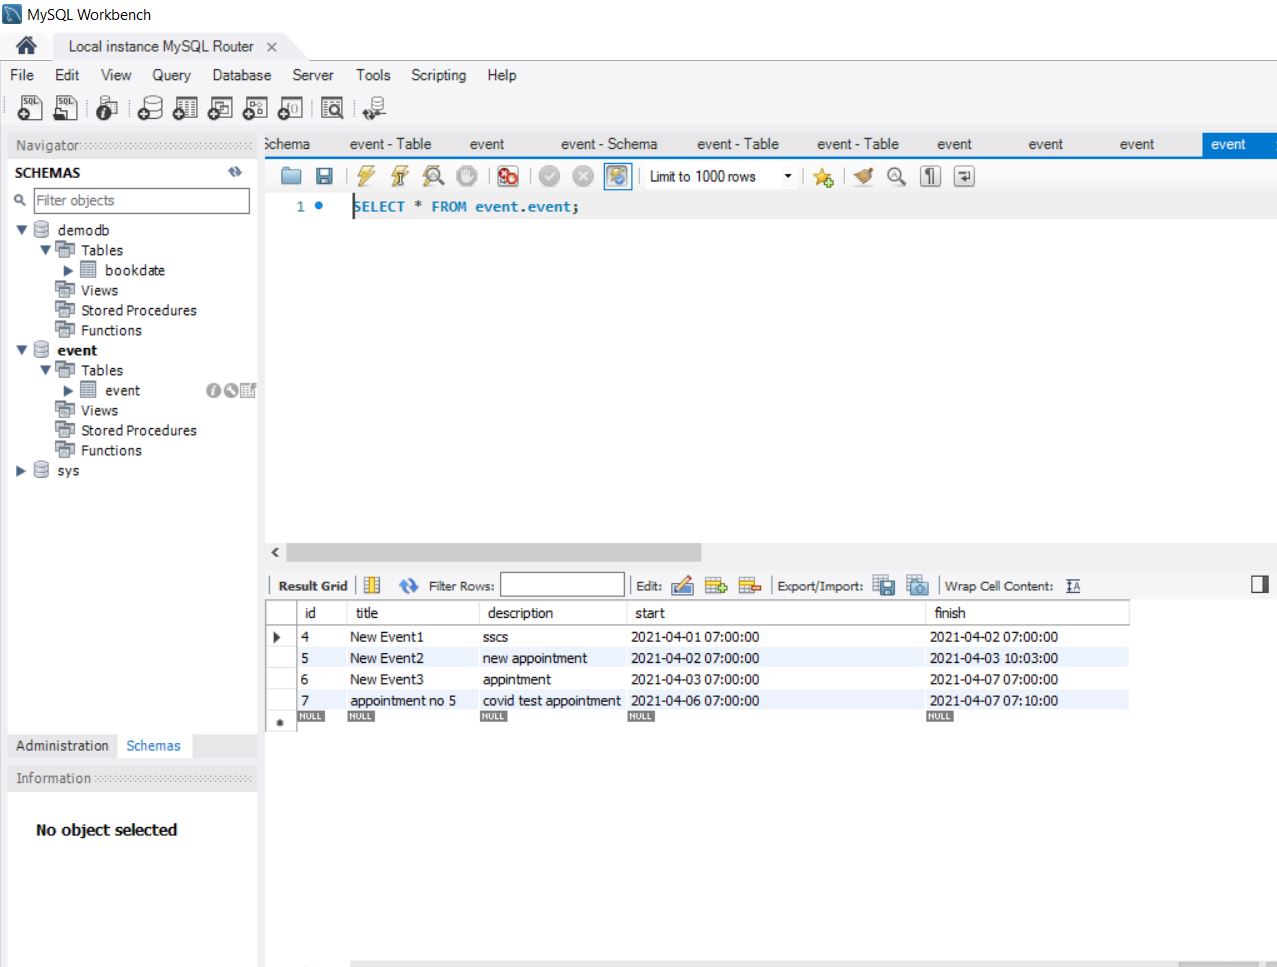 MySQL Workbench
Local instance MySQL Router
File Edit View Query Database Server Tools Scripting Help
Navigator
SCHEMAS
Filter objects
demodb
Tables
bookdate
Views
Stored Procedures
Functions
event
Tables
event
Views
Stored Procedures
Functions
sys
Administration Schemas
Information
No object selected
Schema event - Table event event - Schema event - Table event - Table event event event event
Limit to 1000 rows
1 SELECT * FROM event.event;
Result Grid Filter Rows: Edit: Export/Import: Wrap Cell Content:
id title description start finish
4 New Event1 sscs 2021-04-01 07:00:00 2021-04-02 07:00:00
5 New Event2 new appointment 2021-04-02 07:00:00 2021-04-03 10:03:00
6 New Event3 appintment 2021-04-03 07:00:00 2021-04-07 07:00:00
7 appointment no 5 covid test appointment 2021-04-06 07:00:00 2021-04-07 07:10:00
NULL NULL NULL NULL NULL